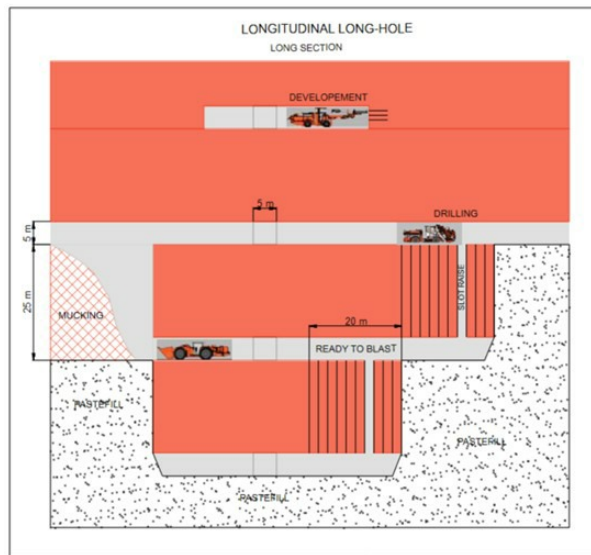 LONGITUDINAL LONG-HOLE
LONG SECTION
DEVELOPEMENT
5 m
DRILLING
5 m
SLOT RAISE
25 m
MUCKING
20 m
READY TO BLAST
PASTEFILL
PASTEFILL
PASTEFILL